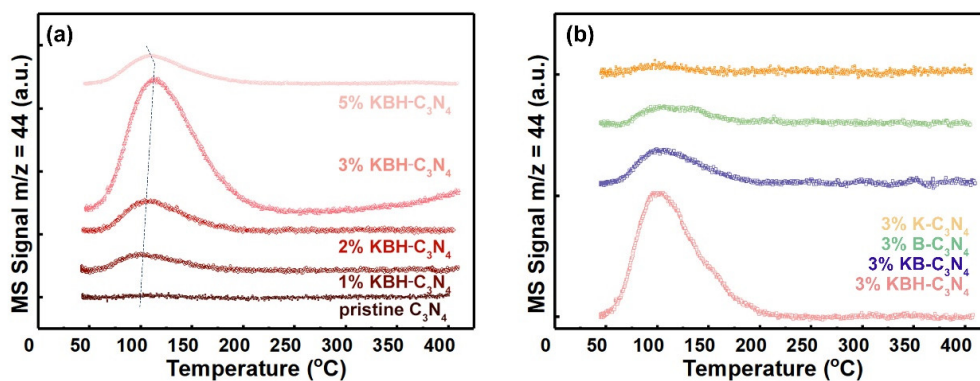 (a)
MS Signal m/z = 44 (a.u.)
5% KBH-C₃N₄
3% KBH-C₃N₄
2% KBH-C₃N₄
1% KBH-C₃N₄
pristine C₃N₄
0 50 100 150 200 250 300 350 400
Temperature (°C)
(b)
MS Signal m/z = 44 (a.u.)
3% K-C₃N₄
3% B-C₃N₄
3% KB-C₃N₄
3% KBH-C₃N₄
0 50 100 150 200 250 300 350 400
Temperature (°C)